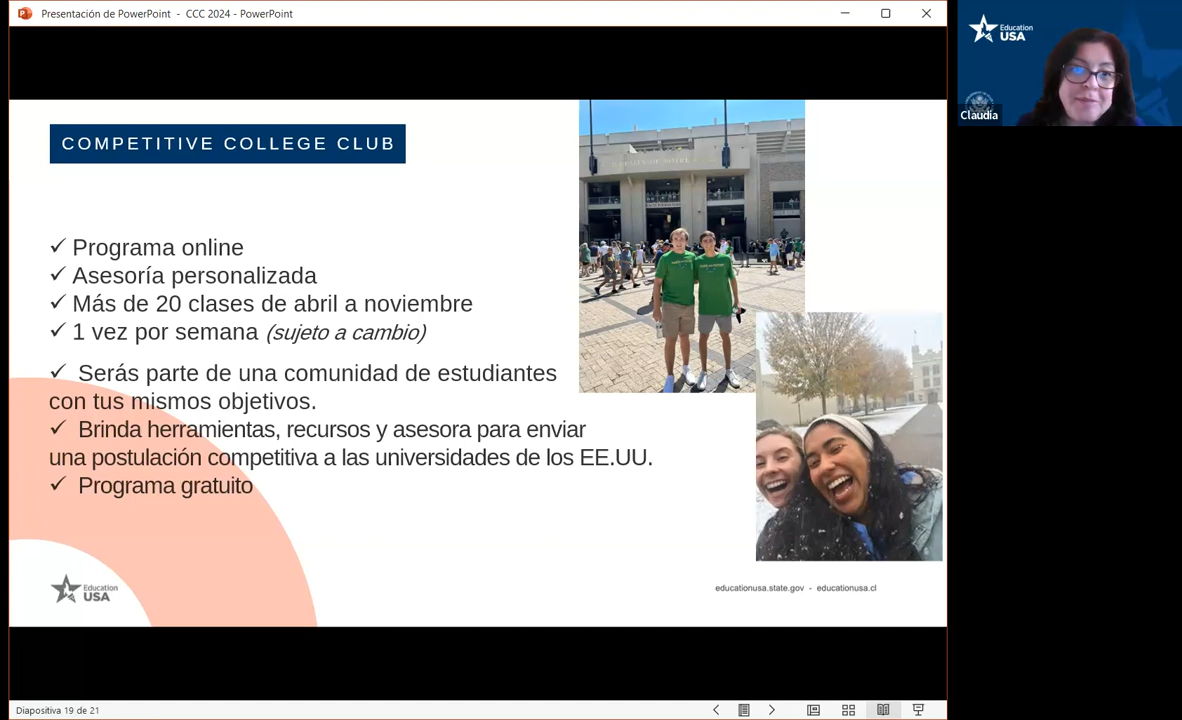 Presentación de PowerPoint - CCC 2024 - PowerPoint
Education
USA
Claudia
COMPETITIVE COLLEGE CLUB
✓ Programa online
✓ Asesoría personalizada
✓ Más de 20 clases de abril a noviembre
✓ 1 vez por semana (sujeto a cambio)
✓ Serás parte de una comunidad de estudiantes
con tus mismos objetivos.
✓ Brinda herramientas, recursos y asesora para enviar
una postulación competitiva a las universidades de los EE.UU.
✓ Programa gratuito
Education
USA
educationusa.state.gov - educationusa.cl
Diapositiva 19 de 21